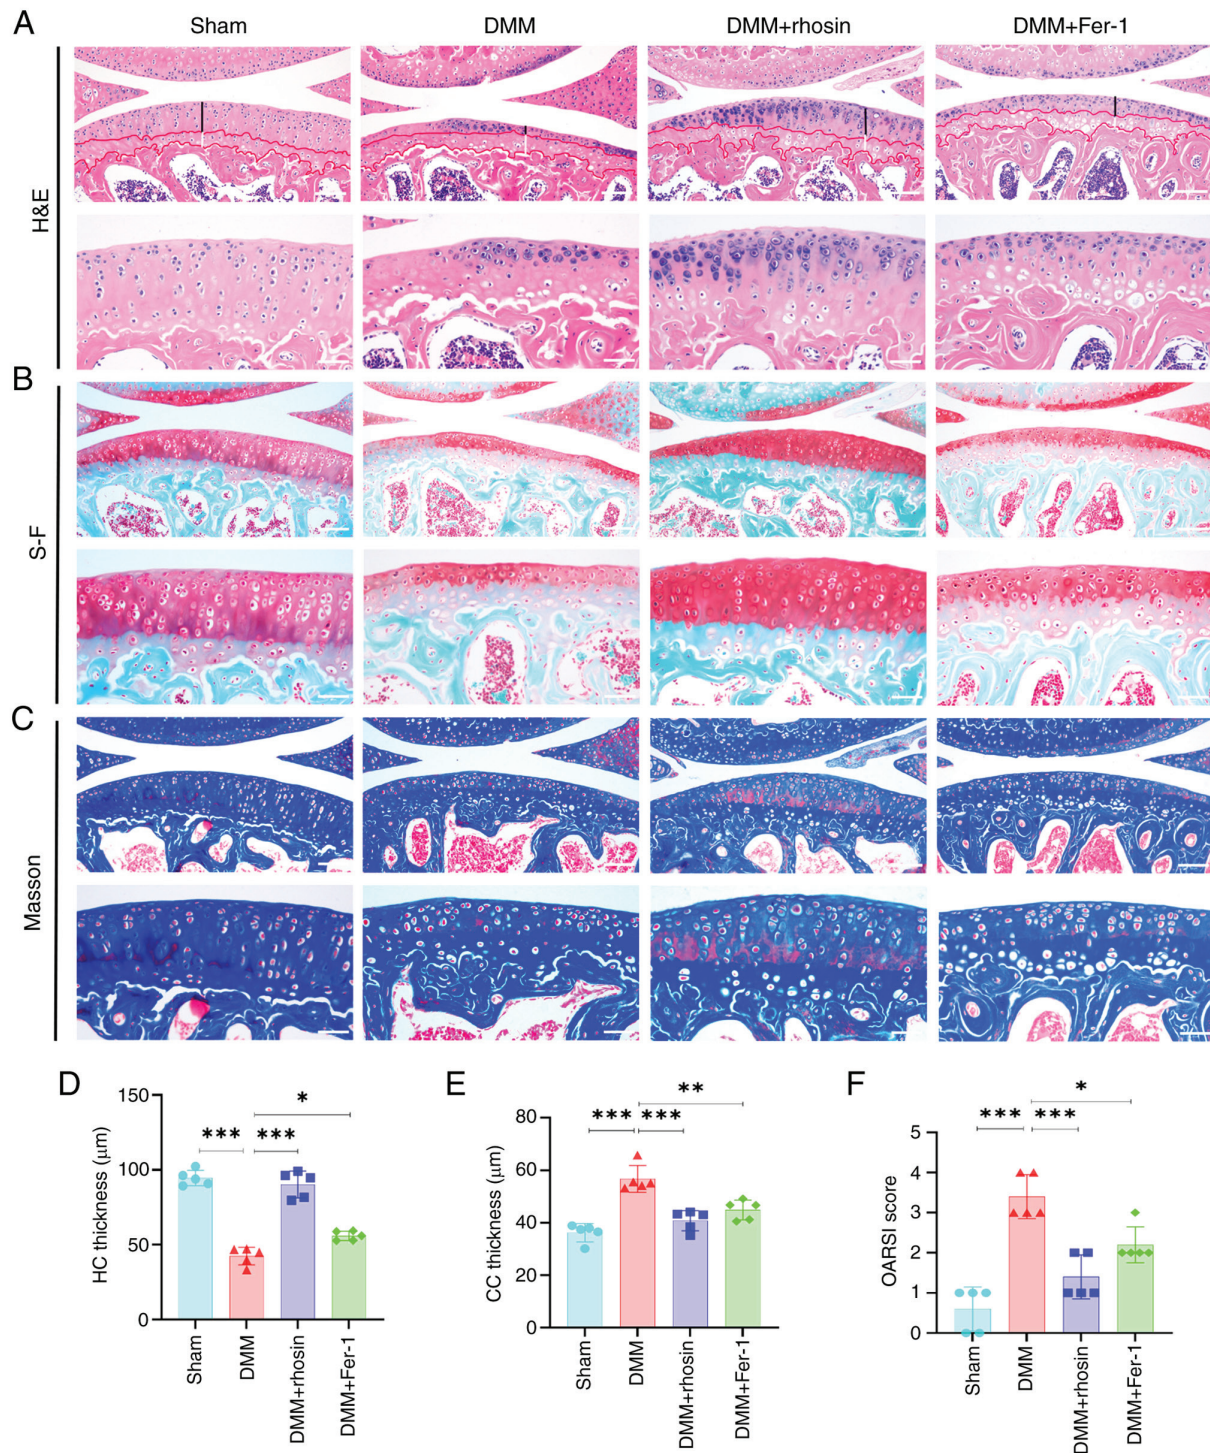 A
Sham
DMM
DMM+rhosin
DMM+Fer-1
H&E
B
S-F
C
Masson
D
HC thickness (μm)
150
100
50
0
***
***
*
Sham
DMM
DMM+rhosin
DMM+Fer-1
E
CC thickness (μm)
80
60
40
20
0
***
***
**
Sham
DMM
DMM+rhosin
DMM+Fer-1
F
OARSI score
5
4
3
2
1
0
***
***
*
Sham
DMM
DMM+rhosin
DMM+Fer-1